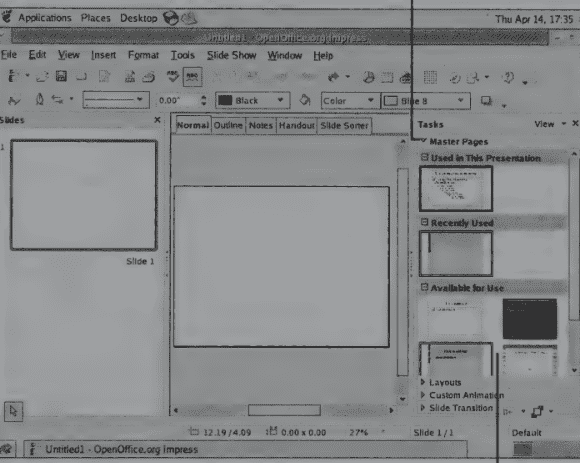 Applications Places Desktop Thu Apr 14, 17:35
Untitled1 - OpenOffice.org Impress
File Edit View Insert Format Tools Slide Show Window Help
0.00" Black Color Blue 8
Slides
Normal Outline Notes Handout Slide Sorter
Tasks View
Master Pages
1
Used in This Presentation
Recently Used
Slide 1
Available for Use
Layouts
Custom Animation
Slide Transition
12.19 / 4.09 0.00 x 0.00 27% Slide 1 / 1 Default
Untitled1 - OpenOffice.org Impress